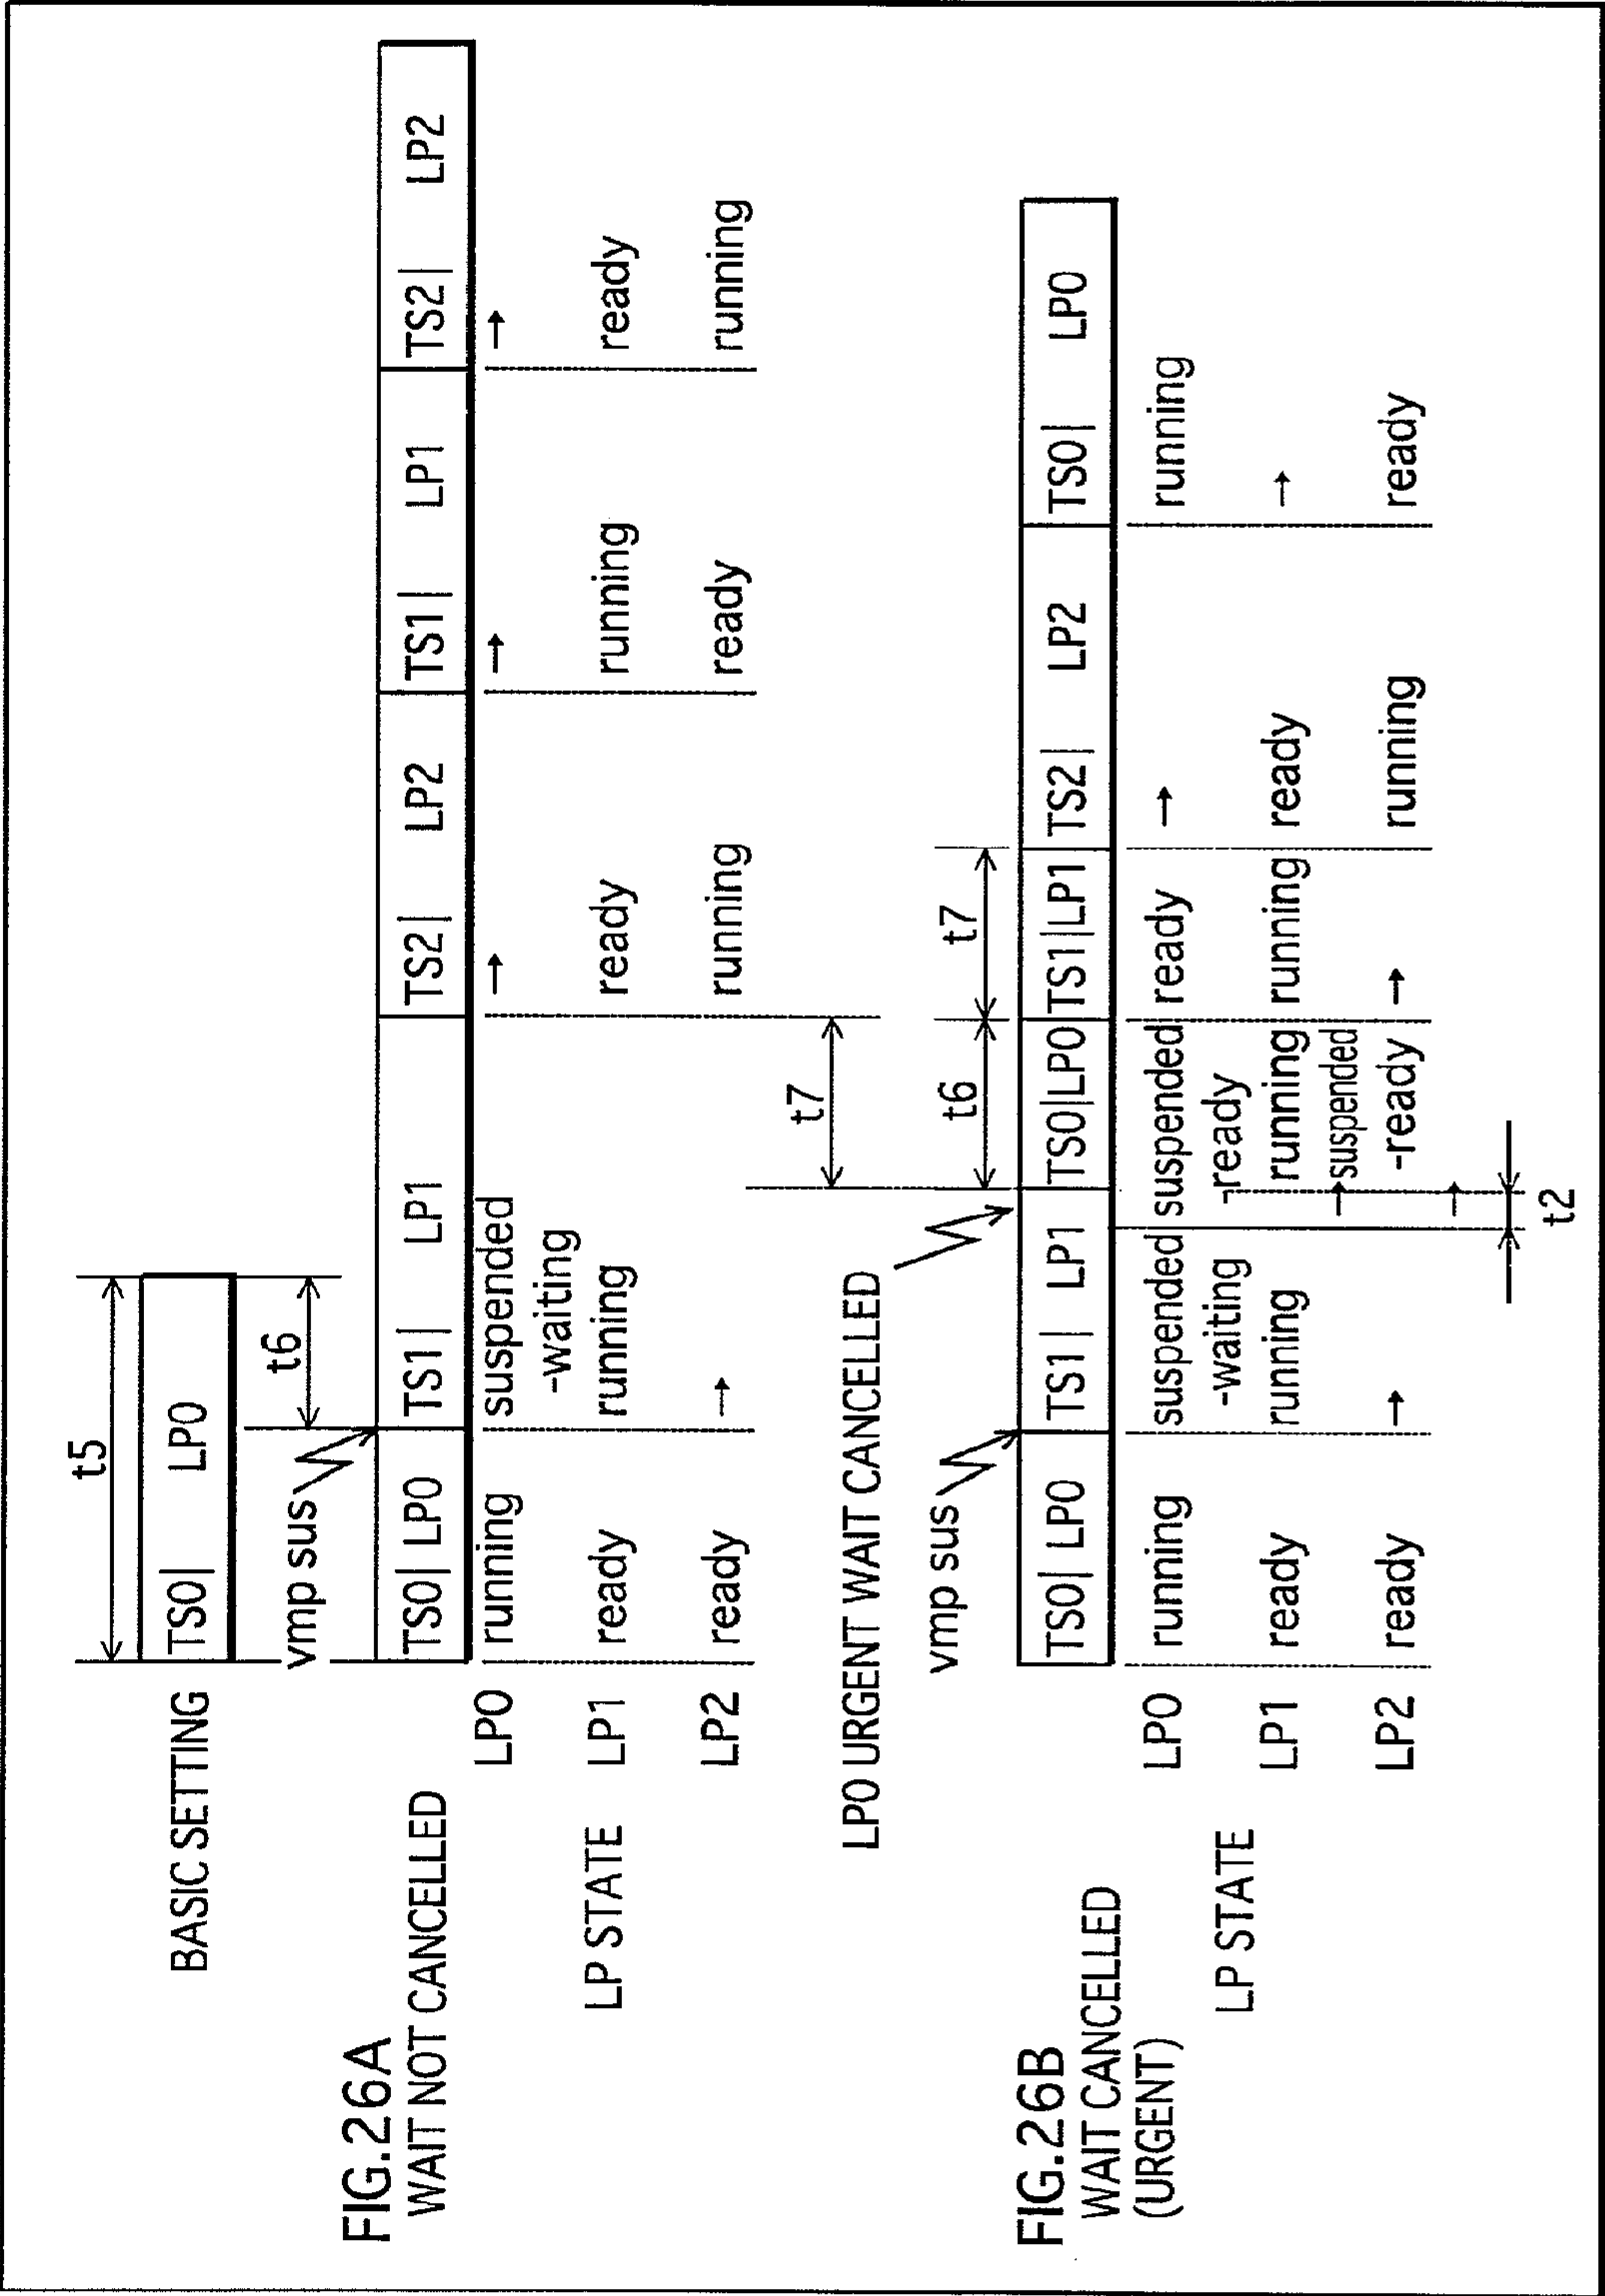 BASIC SETTING
t5
TS0| LP0
t6
FIG.26A
WAIT NOT CANCELLED
vmp sus
TS0| LP0 TS1| LP1 TS2| LP2 TS1| LP1 TS2| LP2
LP0 running suspended → → →
-waiting
LP STATE LP1 ready running ready running ready
LP2 ready → running ready running
t7
LP0 URGENT WAIT CANCELLED
vmp sus
t6 t7
FIG.26B
WAIT CANCELLED
(URGENT)
TS0| LP0 TS1| LP1 TS0|LP0 TS1|LP1 TS2| LP2 TS0| LP0
LP0 running suspended suspended ready → running
-waiting -ready
LP STATE LP1 ready running running running ready →
→ suspended
LP2 ready → -ready → running ready
→
t2